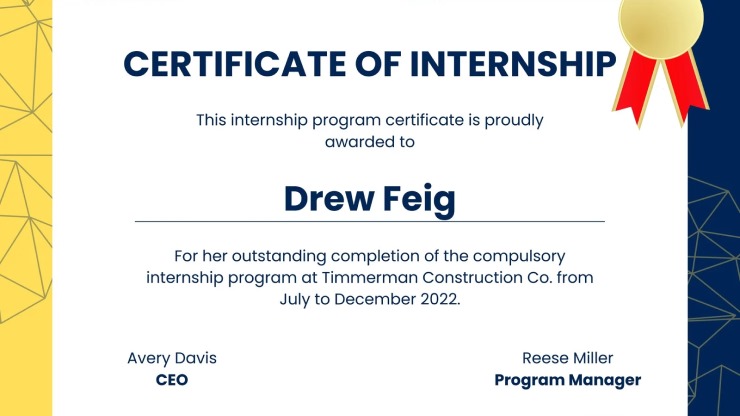 CERTIFICATE OF INTERNSHIP
This internship program certificate is proudly
awarded to
Drew Feig
For her outstanding completion of the compulsory
internship program at Timmerman Construction Co. from
July to December 2022.
Avery Davis
CEO
Reese Miller
Program Manager